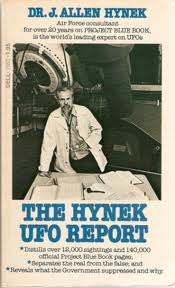 DR. J. ALLEN HYNEK
Air Force consultant
for over 20 years on PROJECT BLUE BOOK,
is the world's leading expert on UFOs
THE HYNEK
UFO REPORT
*Distills over 12,000 sightings and 140,000
official Project Blue Book pages;
*Separates the real from the false; and
*Reveals what the Government suppressed and why.